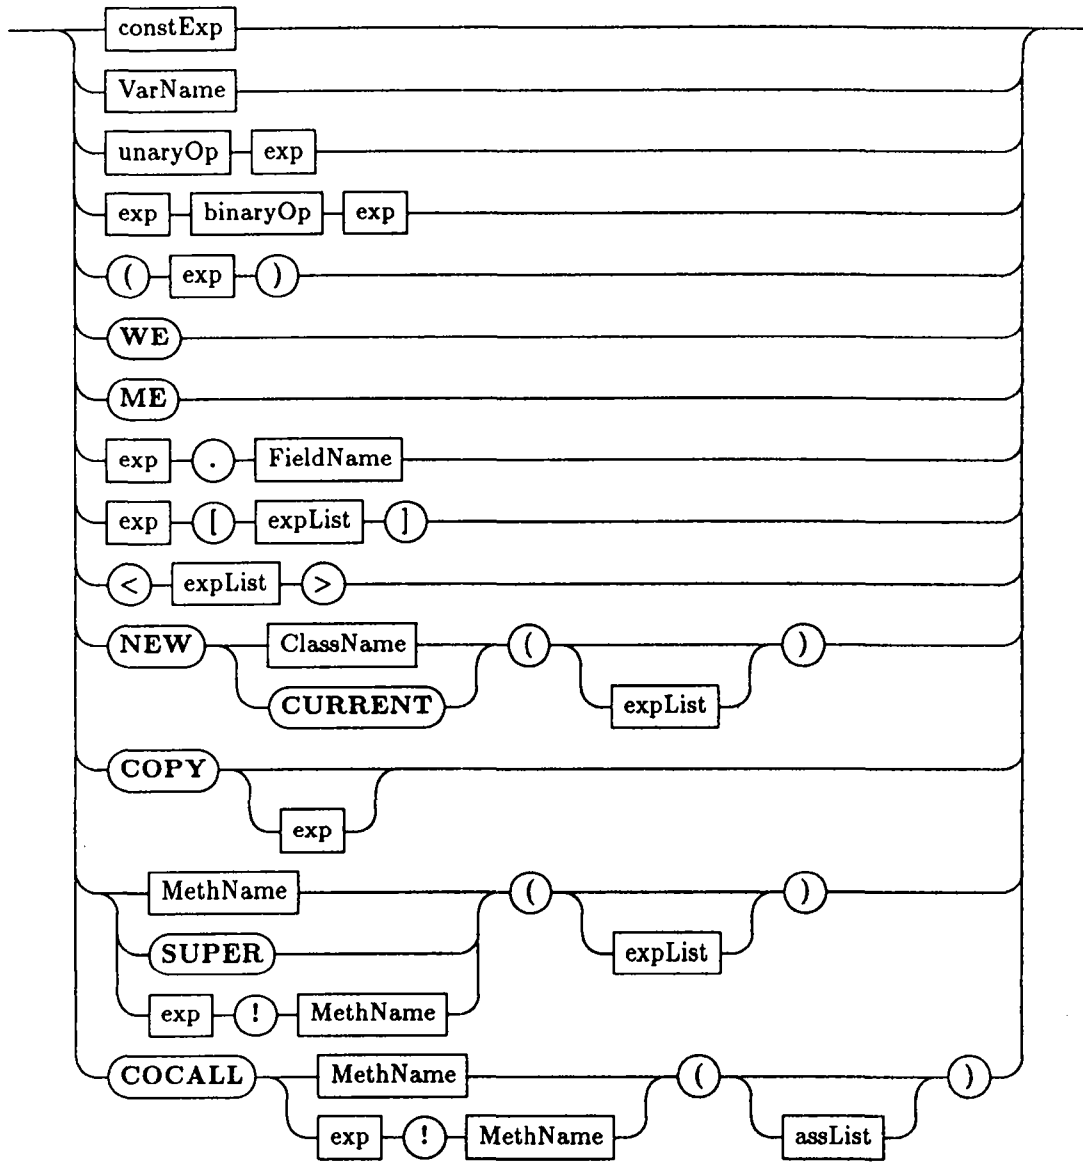 constExp
VarName
unaryOp exp
exp binaryOp exp
( exp )
WE
ME
exp . FieldName
exp [ expList ]
< expList >
NEW ClassName ( )
CURRENT expList
COPY
exp
MethName ( )
SUPER expList
exp ! MethName
COCALL MethName ( )
exp ! MethName assList